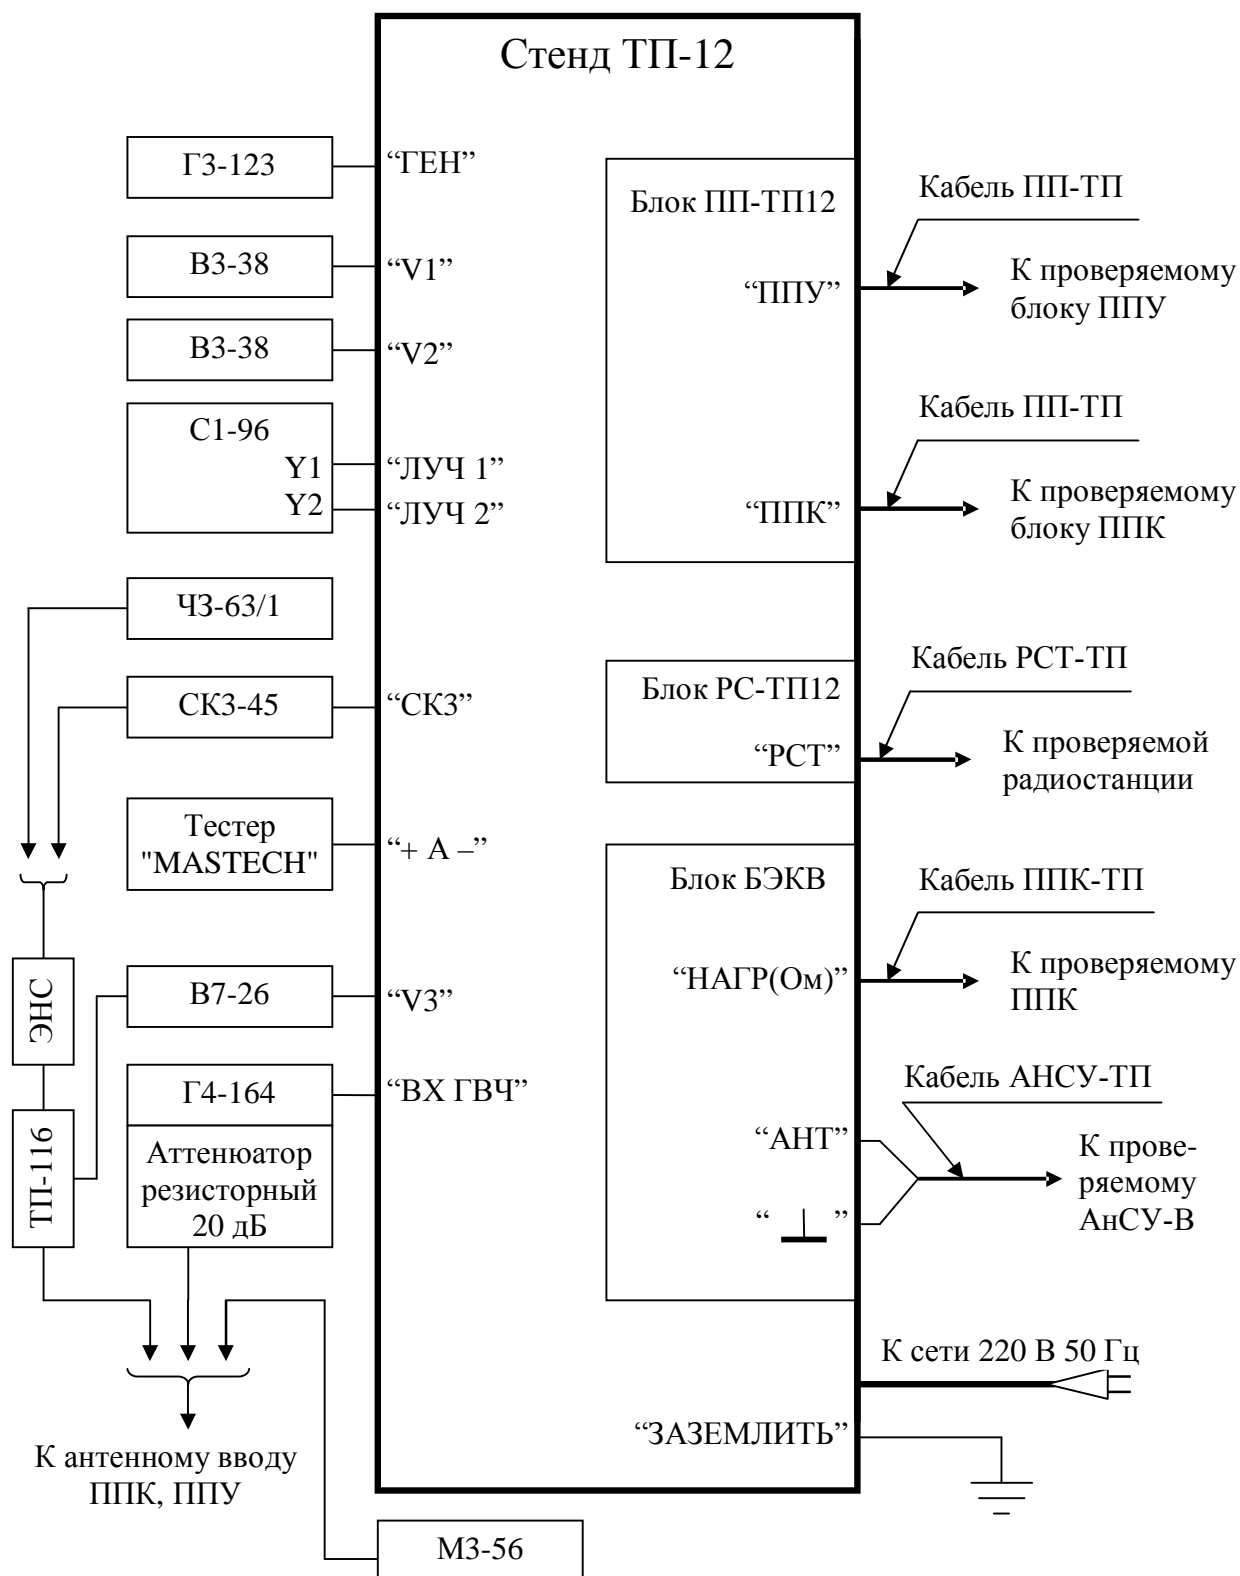 Стенд ТП-12
Г3-123
“ГЕН”
В3-38
“V1”
В3-38
“V2”
С1-96
Y1
“ЛУЧ 1”
Y2
“ЛУЧ 2”
ЧЗ-63/1
СК3-45
“СК3”
Тестер
"MASTECH"
“+ А –”
ЭНС
В7-26
“V3”
Г4-164
“ВХ ГВЧ”
ТП-116
Аттенюатор
резисторный
20 дБ
К антенному вводу
ППК, ППУ
М3-56
Блок ПП-ТП12
“ППУ”
Кабель ПП-ТП
К проверяемому
блоку ППУ
“ППК”
Кабель ПП-ТП
К проверяемому
блоку ППК
Блок РС-ТП12
“РСТ”
Кабель РСТ-ТП
К проверяемой
радиостанции
Блок БЭКВ
“НАГР(Ом)”
Кабель ППК-ТП
К проверяемому
ППК
“АНТ”
“ ”
Кабель АНСУ-ТП
К прове-
ряемому
АнСУ-В
К сети 220 В 50 Гц
“ЗАЗЕМЛИТЬ”